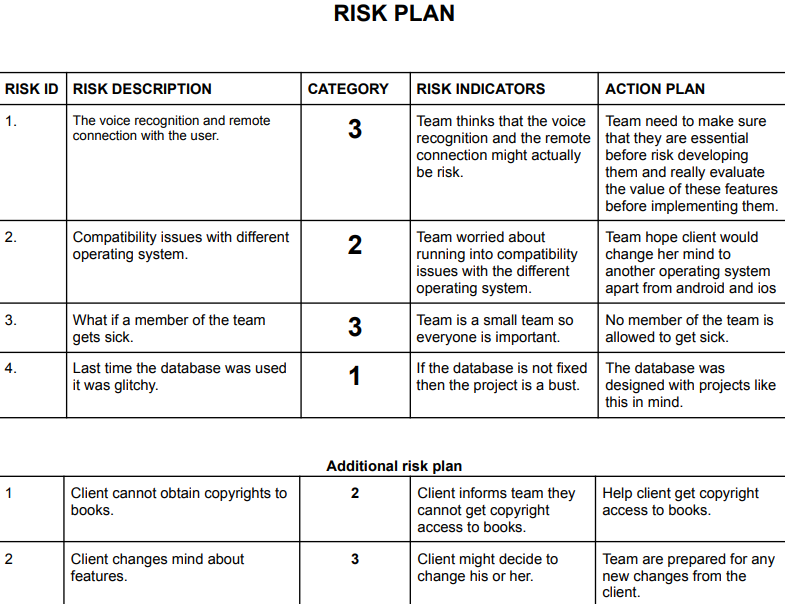 RISK PLAN
RISK ID RISK DESCRIPTION CATEGORY RISK INDICATORS ACTION PLAN
1.
The voice recognition and remote
connection with the user.
3
Team thinks that the voice
recognition and the remote
connection might actually
be risk.
Team need to make sure
that they are essential
before risk developing
them and really evaluate
the value of these features
before implementing them.
2.
Compatibility issues with different
operating system.
2
Team worried about
running into compatibility
issues with the different
operating system.
Team hope client would
change her mind to
another operating system
apart from android and ios
3.
What if a member of the team
gets sick.
3
Team is a small team so
everyone is important.
No member of the team is
allowed to get sick.
4.
Last time the database was used
it was glitchy.
1
If the database is not fixed
then the project is a bust.
The database was
designed with projects like
this in mind.
Additional risk plan
1
Client cannot obtain copyrights to
books.
2
Client informs team they
cannot get copyright
access to books.
Help client get copyright
access to books.
2
Client changes mind about
features.
3
Client might decide to
change his or her.
Team are prepared for any
new changes from the
client.